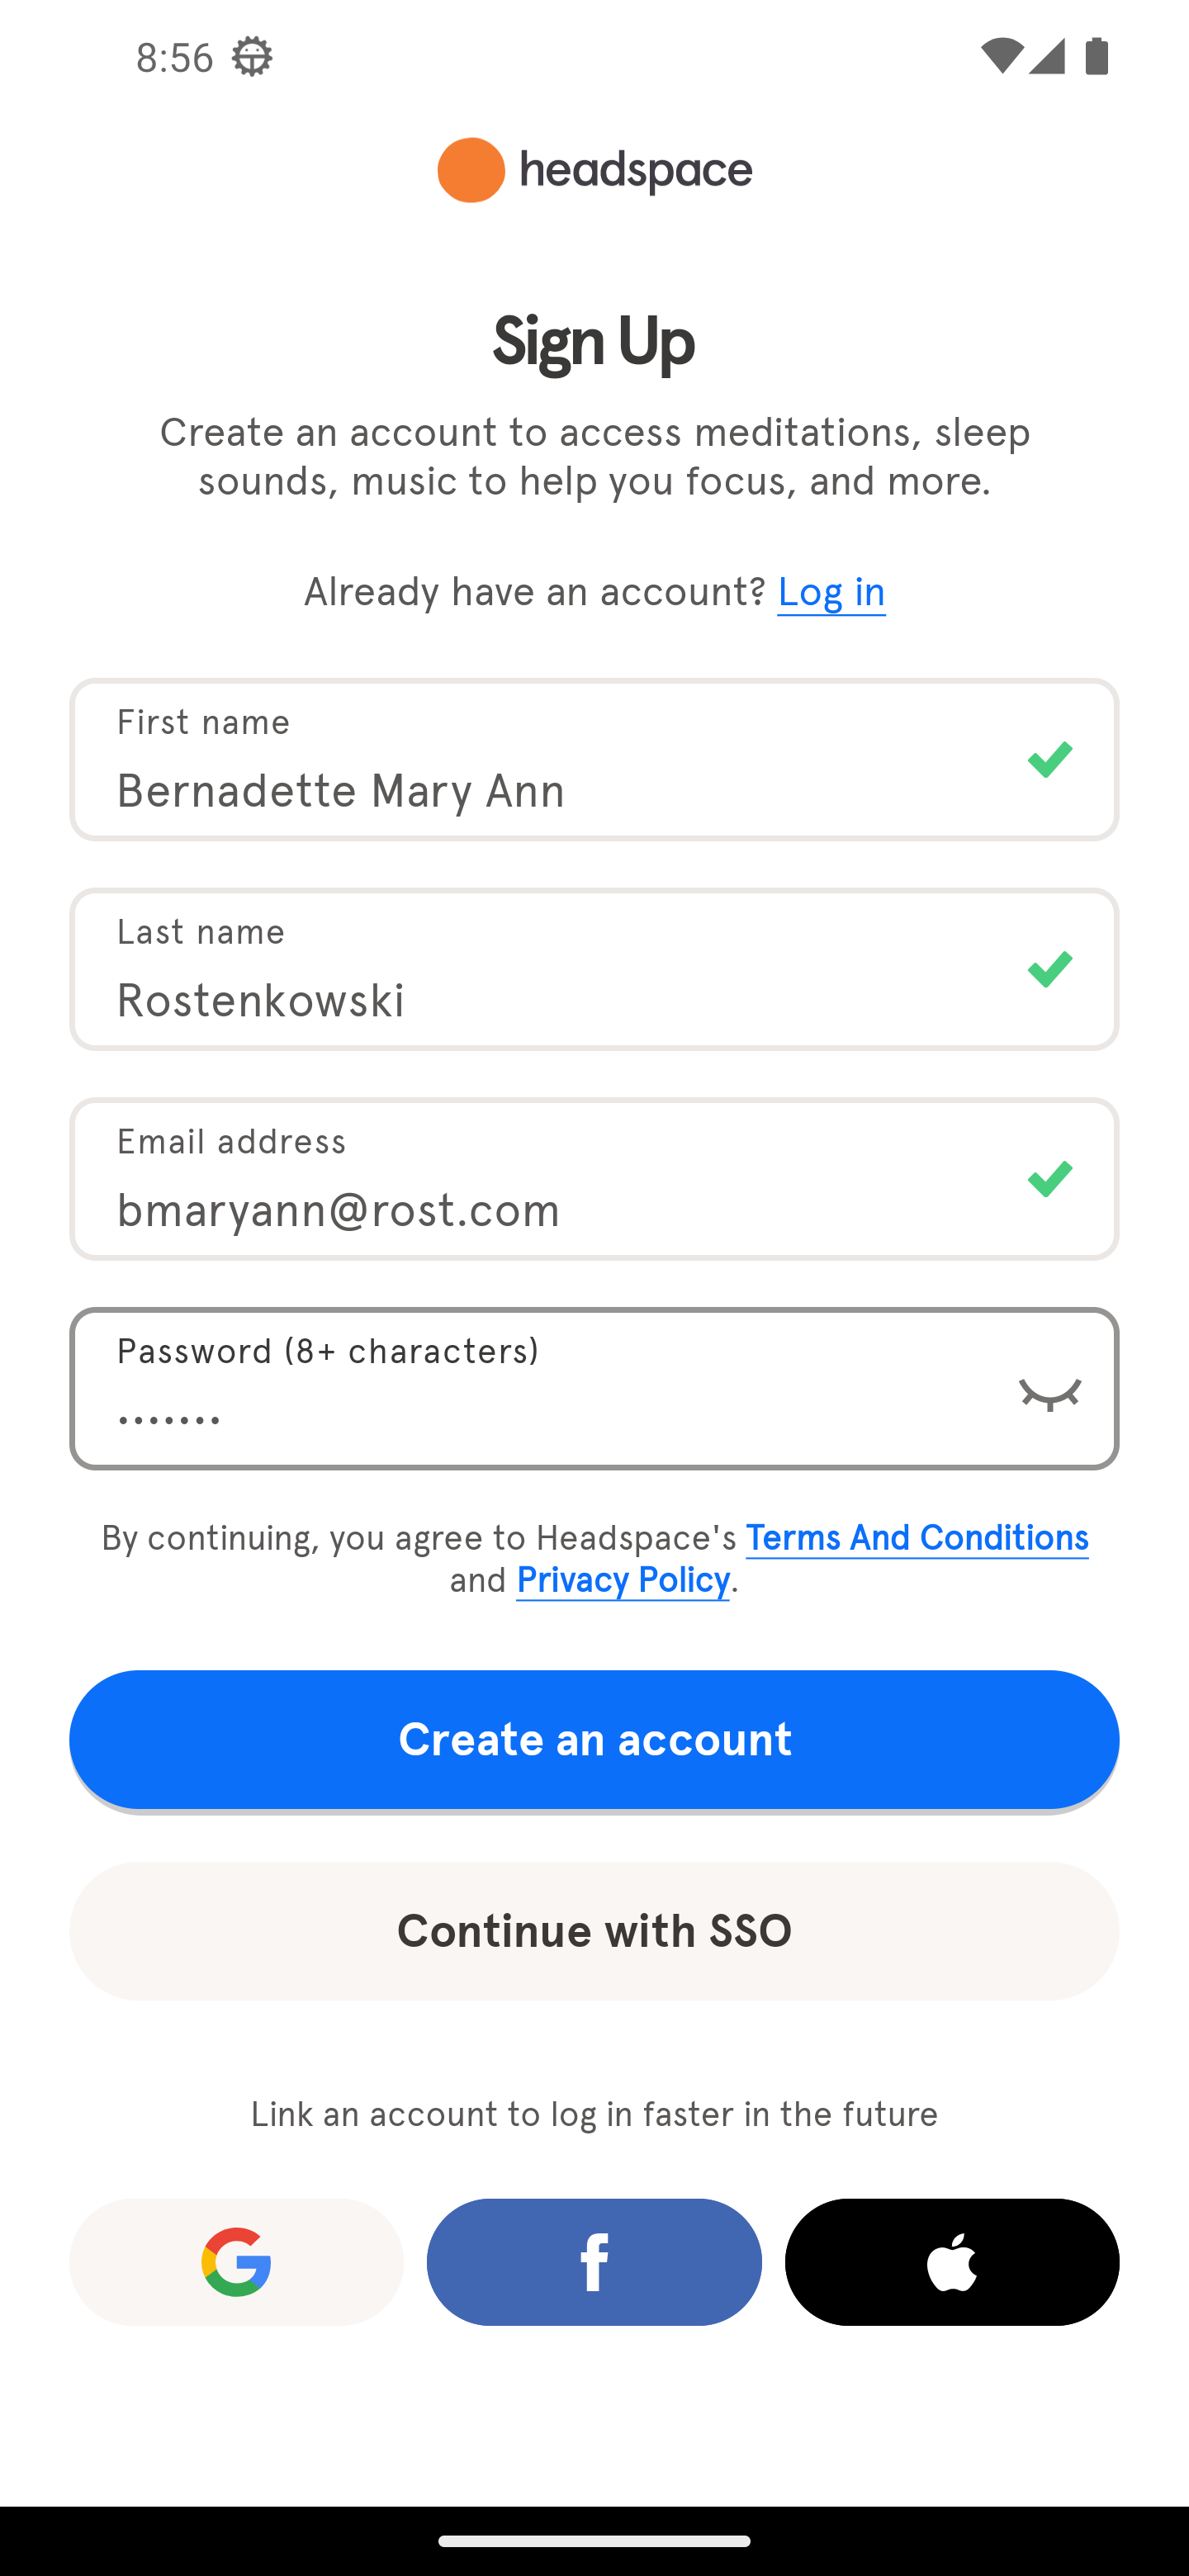 8:56
headspace
Sign Up
Create an account to access meditations, sleep
sounds, music to help you focus, and more.
Already have an account? Log in
First name
Bernadette Mary Ann
Last name
Rostenkowski
Email address
bmaryann@rost.com
Password (8+ characters)
•••••••
By continuing, you agree to Headspace's Terms And Conditions
and Privacy Policy.
Create an account
Continue with SSO
Link an account to log in faster in the future